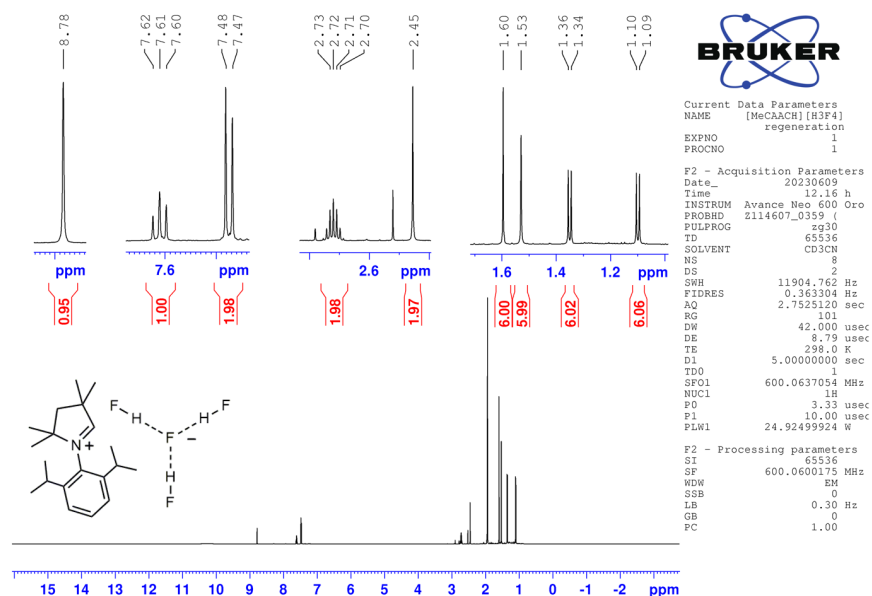 8.78
7.62
7.61
7.60
7.48
7.47
2.73
2.72
2.71
2.70
2.45
1.60
1.53
1.36
1.34
1.10
1.09
BRUKER
ppm
7.6
ppm
2.6
ppm
1.6
1.4
1.2
ppm
0.95
1.00
1.98
1.98
1.97
6.00
5.99
6.02
6.06
F
H
H
F
F
−
H
F
N
+
15 14 13 12 11 10 9 8 7 6 5 4 3 2 1 -1 -2 ppm
Current Data Parameters
NAME [MeCAACH][H3F4]
regeneration
EXPNO 1
PROCNO 1
F2 - Acquisition Parameters
Date_ 20230609
Time 12.16 h
INSTRUM Avance Neo 600 Oro
PROBHD Z114607_0359 (
PULPROG zg30
TD 65536
SOLVENT CD3CN
NS 8
DS 2
SWH 11904.762 Hz
FIDRES 0.363304 Hz
AQ 2.7525120 sec
RG 101
DW 42.000 usec
DE 8.79 usec
TE 298.0 K
D1 5.00000000 sec
TD0 1
SFO1 600.0637054 MHz
NUC1 1H
P0 3.33 usec
P1 10.00 usec
PLW1 24.92499924 W
F2 - Processing parameters
SI 65536
SF 600.0600175 MHz
WDW EM
SSB 0
LB 0.30 Hz
GB 0
PC 1.00